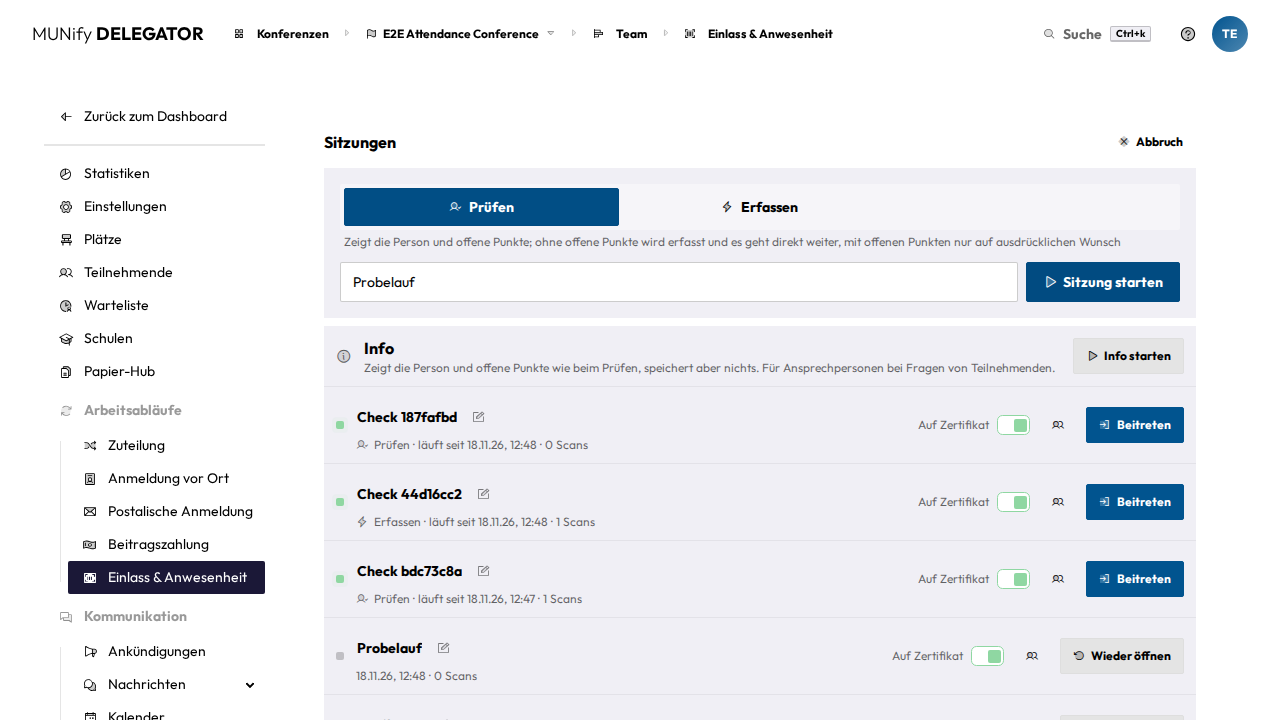 MUNify DELEGATOR
Konferenzen
E2E Attendance Conference
Team
Einlass & Anwesenheit
Suche
Ctrl+k
TE
Zurück zum Dashboard
Statistiken
Einstellungen
Plätze
Teilnehmende
Warteliste
Schulen
Papier-Hub
Arbeitsabläufe
Zuteilung
Anmeldung vor Ort
Postalische Anmeldung
Beitragszahlung
Einlass & Anwesenheit
Kommunikation
Ankündigungen
Nachrichten
Kalender
Sitzungen
Abbruch
Prüfen
Erfassen
Zeigt die Person und offene Punkte; ohne offene Punkte wird erfasst und es geht direkt weiter, mit offenen Punkten nur auf ausdrücklichen Wunsch
Probelauf
Sitzung starten
Info
Zeigt die Person und offene Punkte wie beim Prüfen, speichert aber nichts. Für Ansprechpersonen bei Fragen von Teilnehmenden.
Info starten
Check 187fafbd
Prüfen · läuft seit 18.11.26, 12:48 · 0 Scans
Auf Zertifikat
Beitreten
Check 44d16cc2
Erfassen · läuft seit 18.11.26, 12:48 · 1 Scans
Auf Zertifikat
Beitreten
Check bdc73c8a
Prüfen · läuft seit 18.11.26, 12:47 · 1 Scans
Auf Zertifikat
Beitreten
Probelauf
18.11.26, 12:48 · 0 Scans
Auf Zertifikat
Wieder öffnen